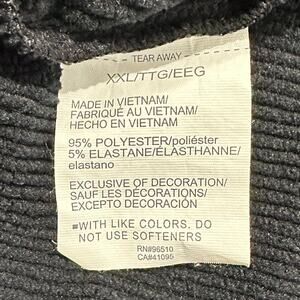 TEAR AWAY
XXL/TTG/EEG
MADE IN VIETNAM/
FABRIQUÉ AU VIETNAM/
HECHO EN VIETNAM
95% POLYESTER/poliéster
5% ELASTANE/ÉLASTHANNE/
elastano
EXCLUSIVE OF DECORATION/
SAUF LES DÉCORATIONS/
EXCEPTO DECORACIÓN
=WITH LIKE COLORS. DO
NOT USE SOFTENERS
RN#96510
CA#41095